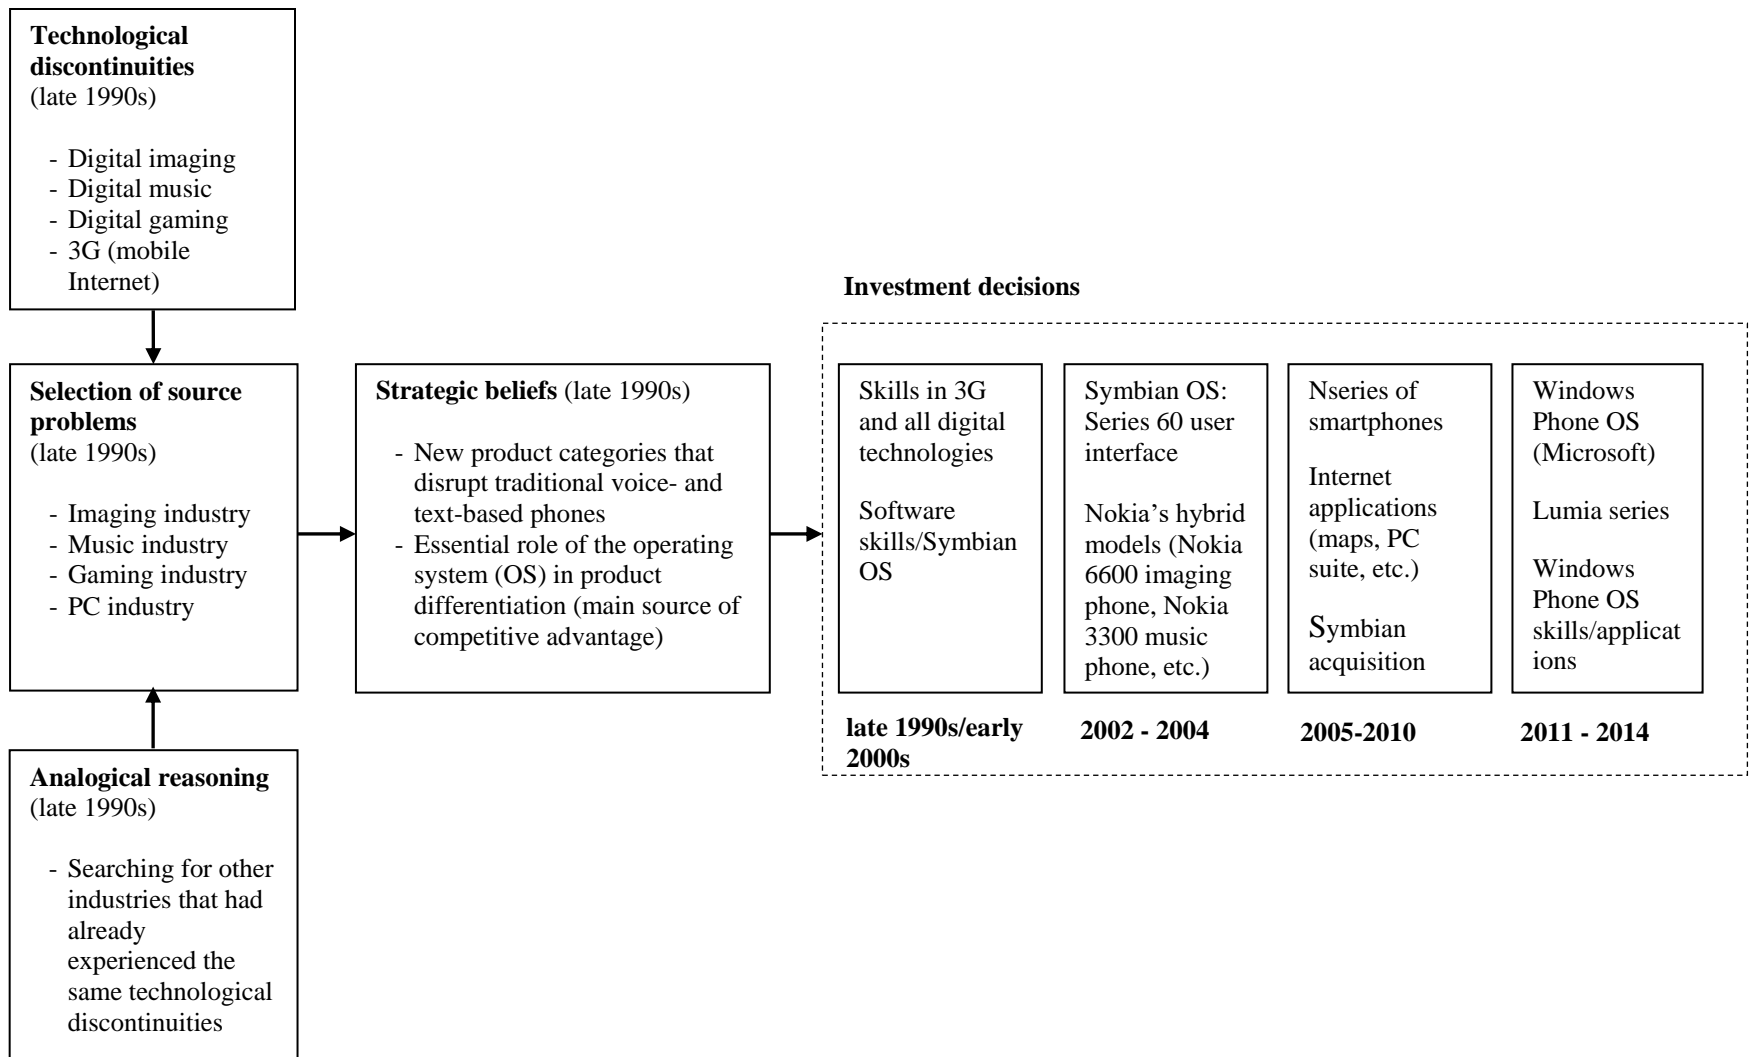 Technological
discontinuities
(late 1990s)
- Digital imaging
- Digital music
- Digital gaming
- 3G (mobile
Internet)
Selection of source
problems
(late 1990s)
- Imaging industry
- Music industry
- Gaming industry
- PC industry
Analogical reasoning
(late 1990s)
- Searching for other
industries that had
already
experienced the
same technological
discontinuities
Strategic beliefs (late 1990s)
- New product categories that
disrupt traditional voice- and
text-based phones
- Essential role of the operating
system (OS) in product
differentiation (main source of
competitive advantage)
Investment decisions
Skills in 3G
and all digital
technologies
Software
skills/Symbian
OS
late 1990s/early
2000s
Symbian OS:
Series 60 user
interface
Nokia’s hybrid
models (Nokia
6600 imaging
phone, Nokia
3300 music
phone, etc.)
2002 - 2004
Nseries of
smartphones
Internet
applications
(maps, PC
suite, etc.)
Symbian
acquisition
2005-2010
Windows
Phone OS
(Microsoft)
Lumia series
Windows
Phone OS
skills/applicat
ions
2011 - 2014